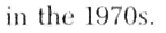 in the 1970s.